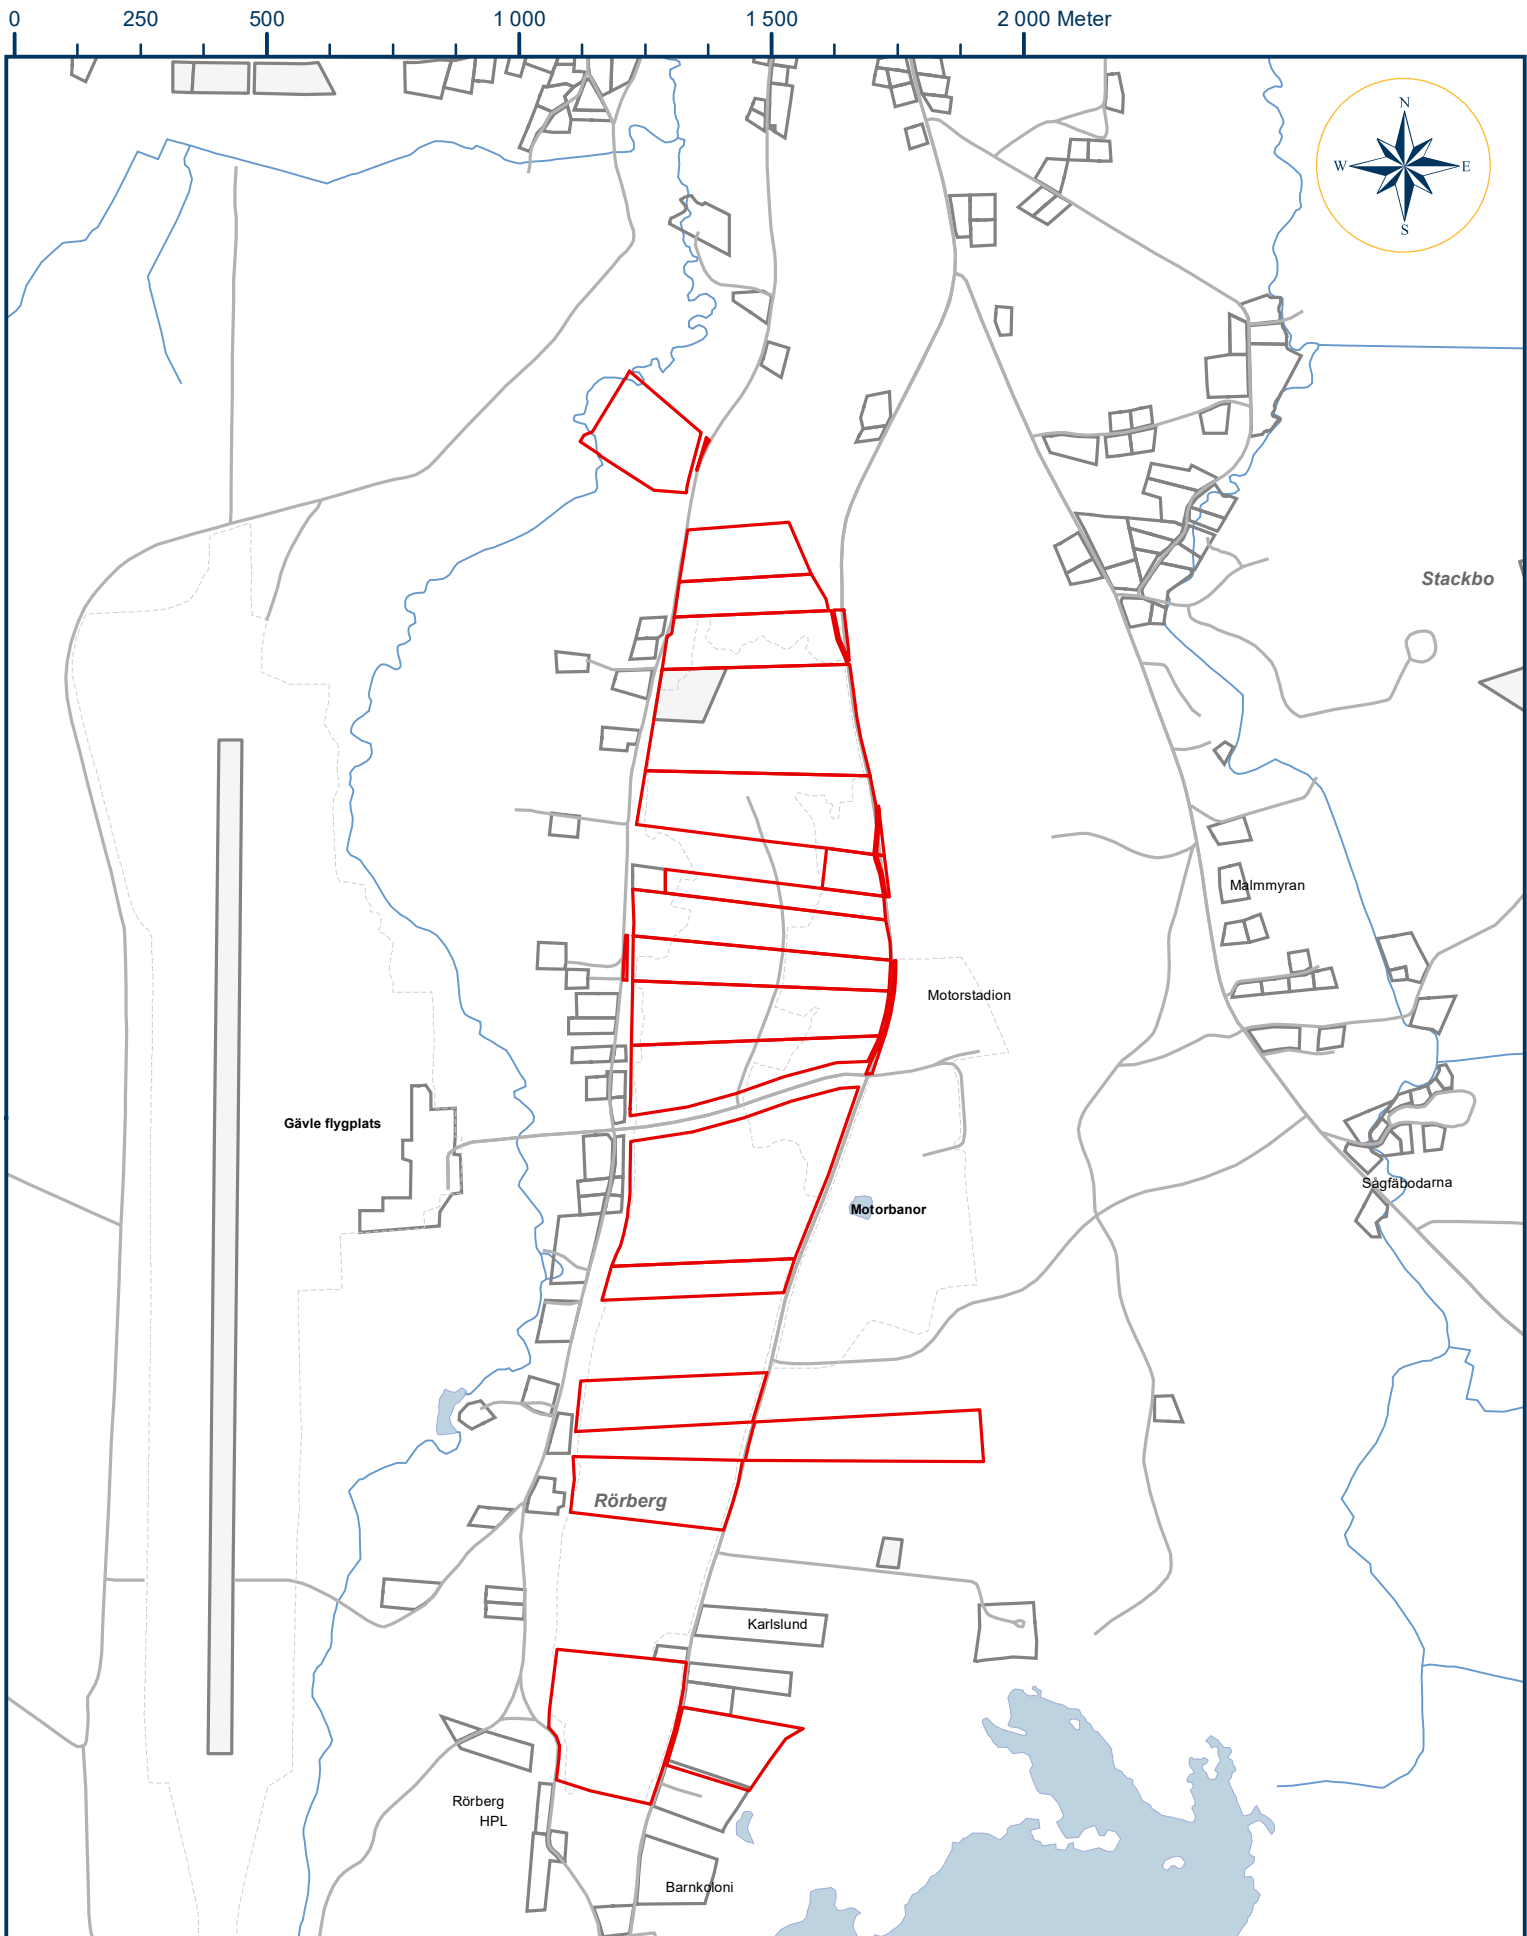 0 250 500 1 000 1 500 2 000 Meter
N
W E
S
Stackbo
Malmmyran
Motorstadion
Gävle flygplats
Sågfäbodarna
Motorbanor
Rörberg
Karlslund
Rörberg
HPL
Barnkoloni